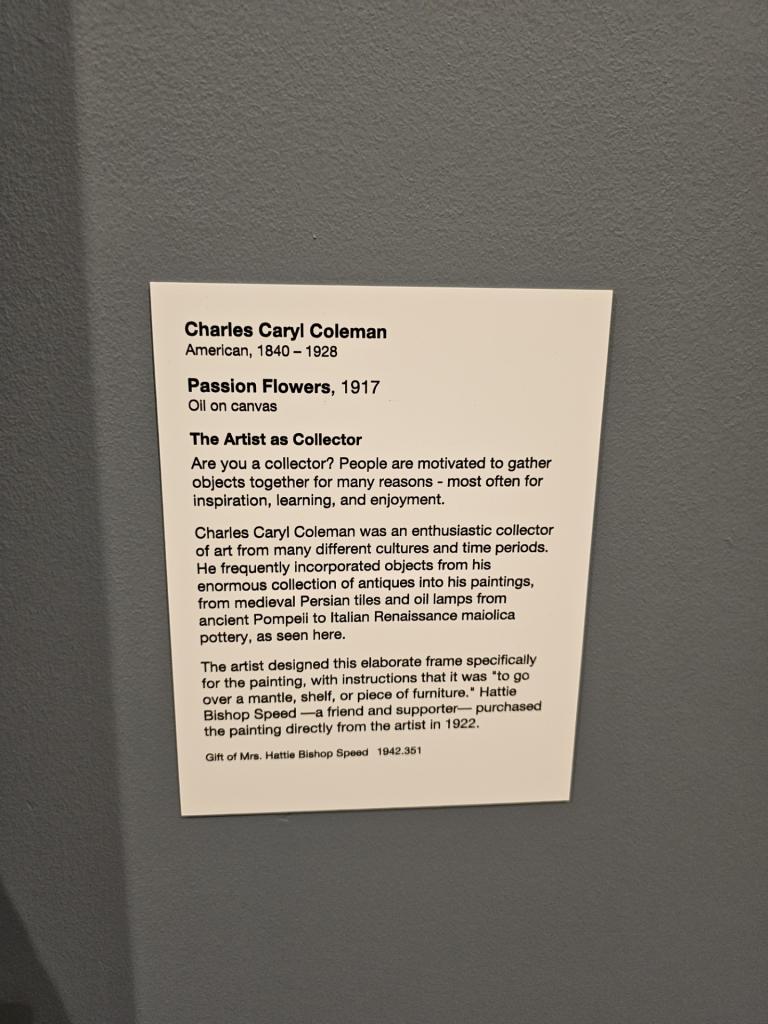 Charles Caryl Coleman
American, 1840 – 1928
Passion Flowers, 1917
Oil on canvas
The Artist as Collector
Are you a collector? People are motivated to gather
objects together for many reasons - most often for
inspiration, learning, and enjoyment.
Charles Caryl Coleman was an enthusiastic collector
of art from many different cultures and time periods.
He frequently incorporated objects from his
enormous collection of antiques into his paintings,
from medieval Persian tiles and oil lamps from
ancient Pompeii to Italian Renaissance maiolica
pottery, as seen here.
The artist designed this elaborate frame specifically
for the painting, with instructions that it was "to go
over a mantle, shelf, or piece of furniture." Hattie
Bishop Speed —a friend and supporter— purchased
the painting directly from the artist in 1922.
Gift of Mrs. Hattie Bishop Speed 1942.351